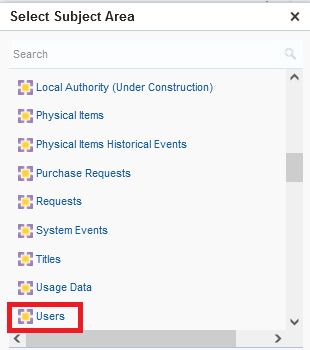 Select Subject Area
Search
Local Authority (Under Construction)
Physical Items
Physical Items Historical Events
Purchase Requests
Requests
System Events
Titles
Usage Data
Users